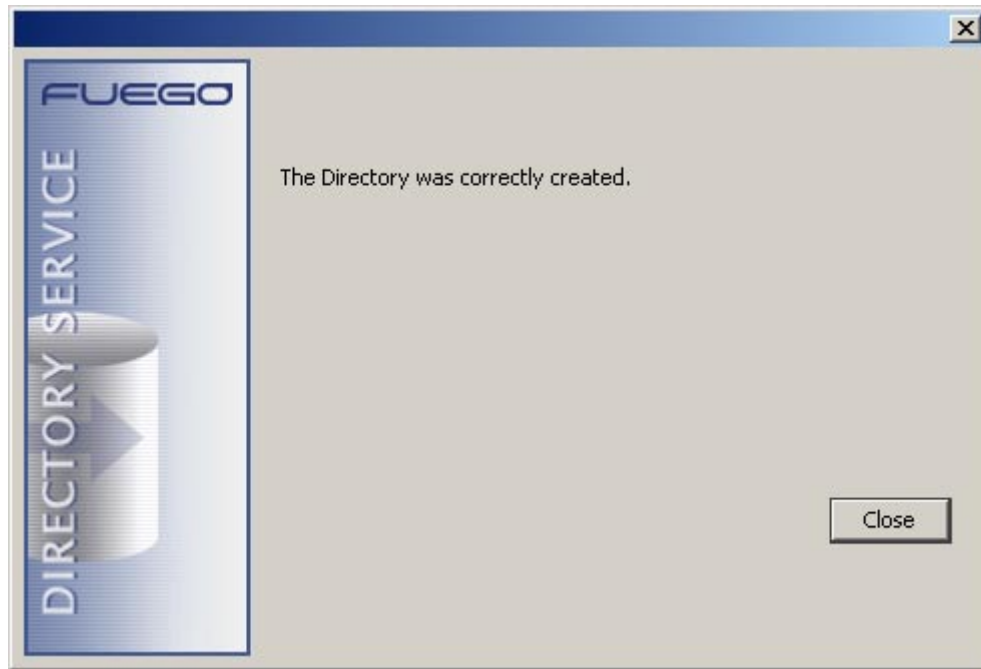 FUEGO
DIRECTORY SERVICE
The Directory was correctly created.
Close